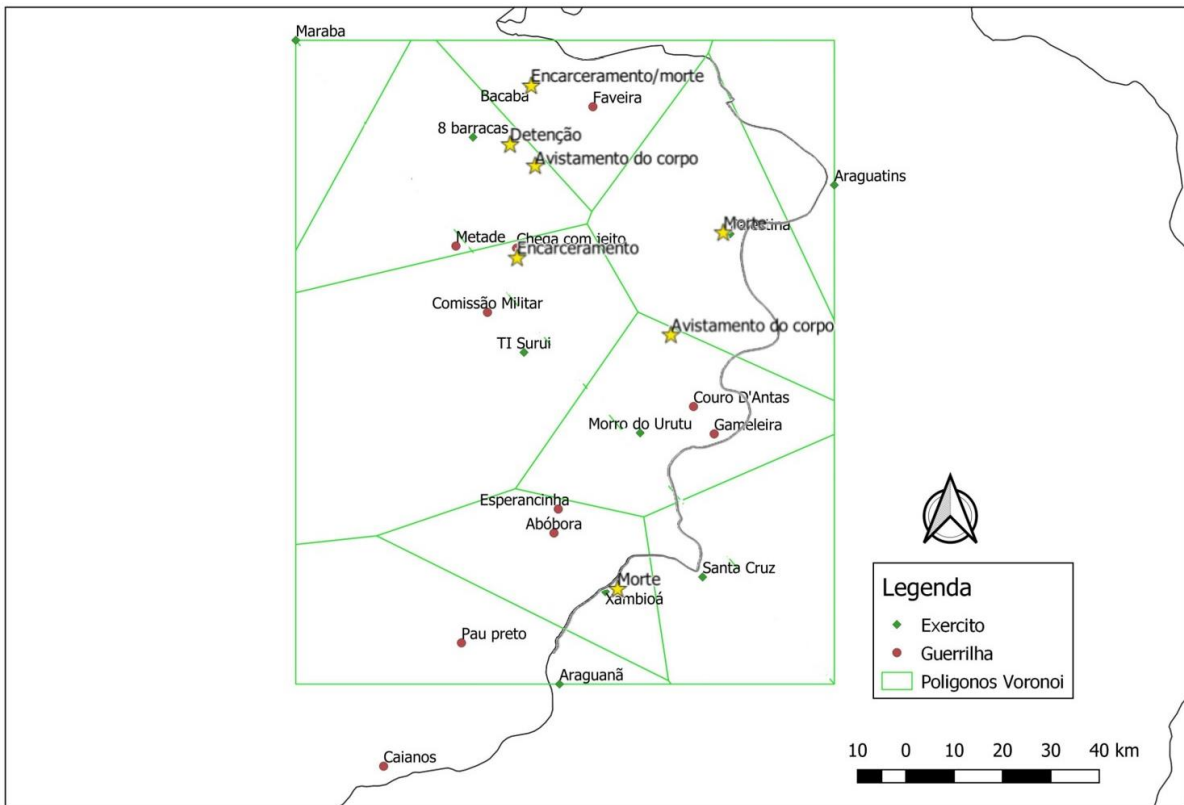 Maraba
Encarceramento/morte
Bacaba
Faveira
8 barracas
Detenção
Avistamento do corpo
Araguatins
Morte
Metade
Chega com jeito
Encarceramento
Comissão Militar
Avistamento do corpo
TI Surui
Couro D'Antas
Morro do Urutu
Gameleira
Esperancinha
Abóbora
Santa Cruz
Morte
Xambioá
Pau preto
Araguanã
Caianos
Legenda
Exercito
Guerrilha
Poligonos Voronoi
10 0 10 20 30 40 km